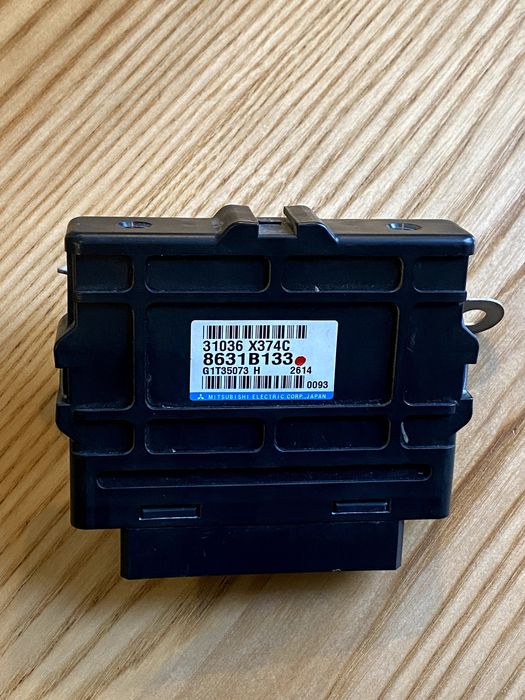 31036 X374C
8631B133
G1T35073 H 2614
0093
MITSUBISHI ELECTRIC CORP. JAPAN